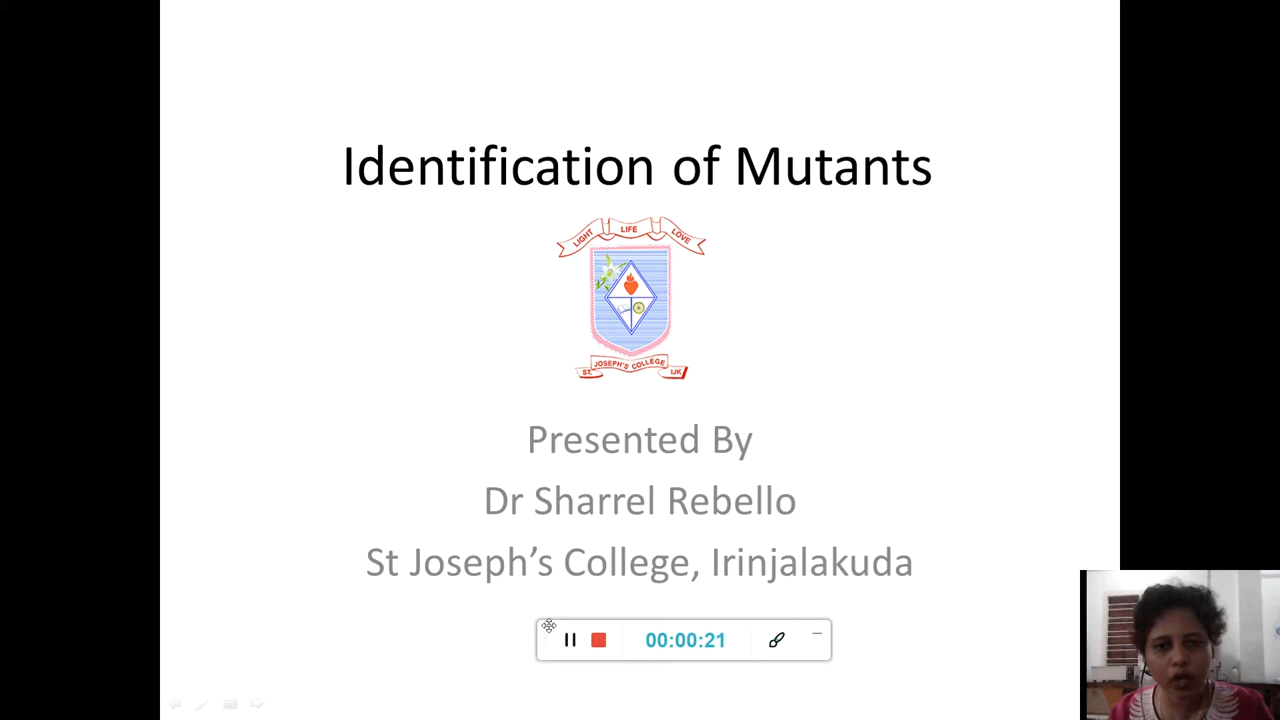 Identification of Mutants
LIGHT LIFE LOVE
ST. JOSEPH'S COLLEGE IJK
Presented By
Dr Sharrel Rebello
St Joseph’s College, Irinjalakuda
00:00:21